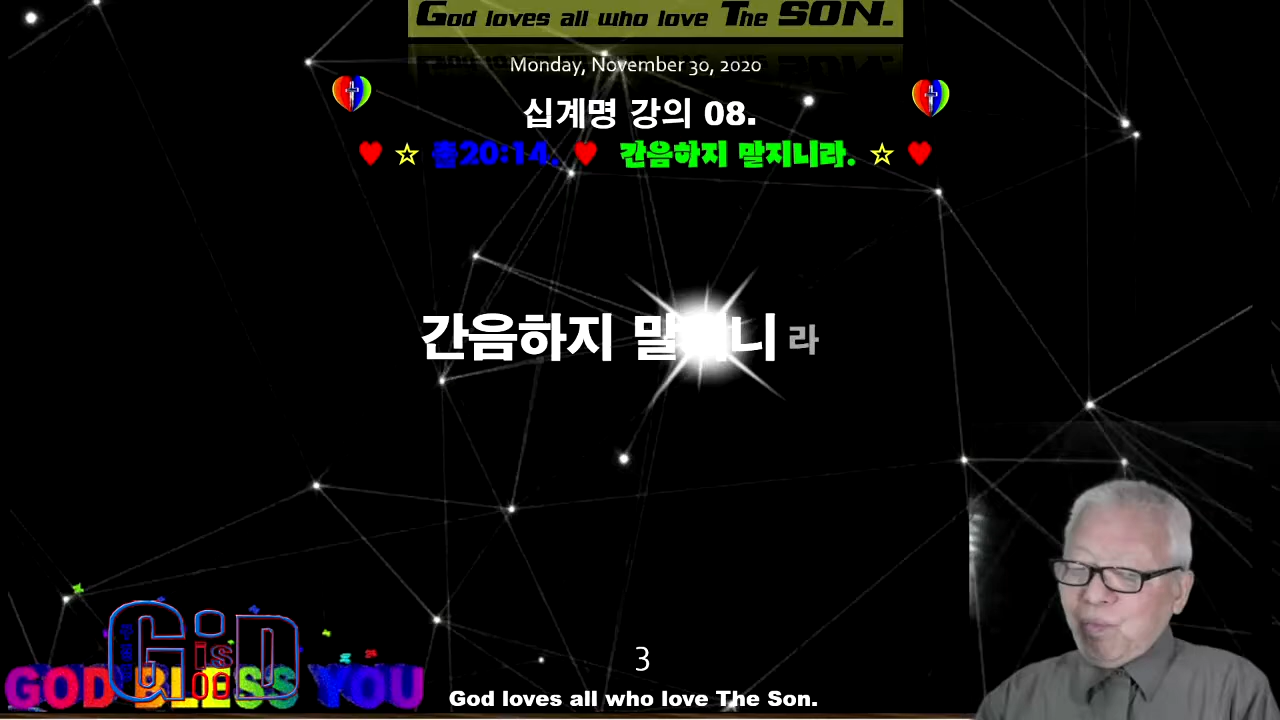 God loves all who love The SON.
Monday, November 30, 2020
십계명 강의 08.
♥ ☆ 출20:14. ♥ 간음하지 말지니라. ☆ ♥
간음하지 말지니라
GisD
GOD BLESS YOU
3
God loves all who love The Son.